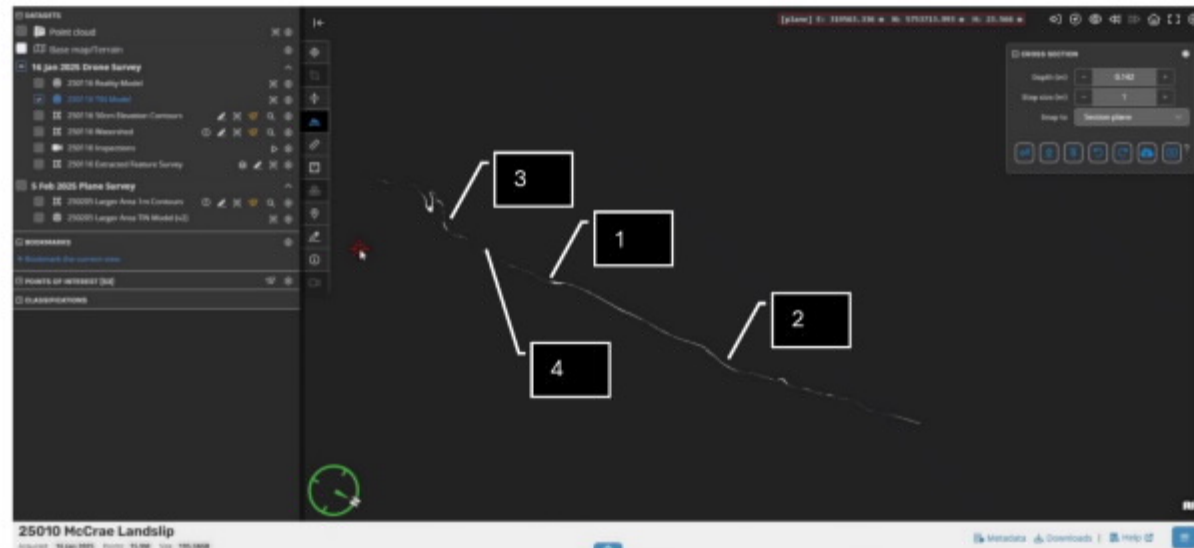 DATASETS
Point cloud
Base map/Terrain
16 Jan 2025 Drone Survey
250116 Reality Model
250116 TIN Model
250116 50cm Elevation Contours
250116 Watershed
250116 Inspections
250116 Extracted Feature Survey
5 Feb 2025 Plane Survey
250205 Larger Area 1m Contours
250205 Larger Area TIN Model (v2)
BOOKMARKS
+ Bookmark the current view
POINTS OF INTEREST
CLASSIFICATIONS
CROSS SECTION
Depth (m)
0.102
Step size (m)
1
Snap to
Section plane
3
1
2
4
25010 McCrae Landslip
Metadata
Downloads
Help